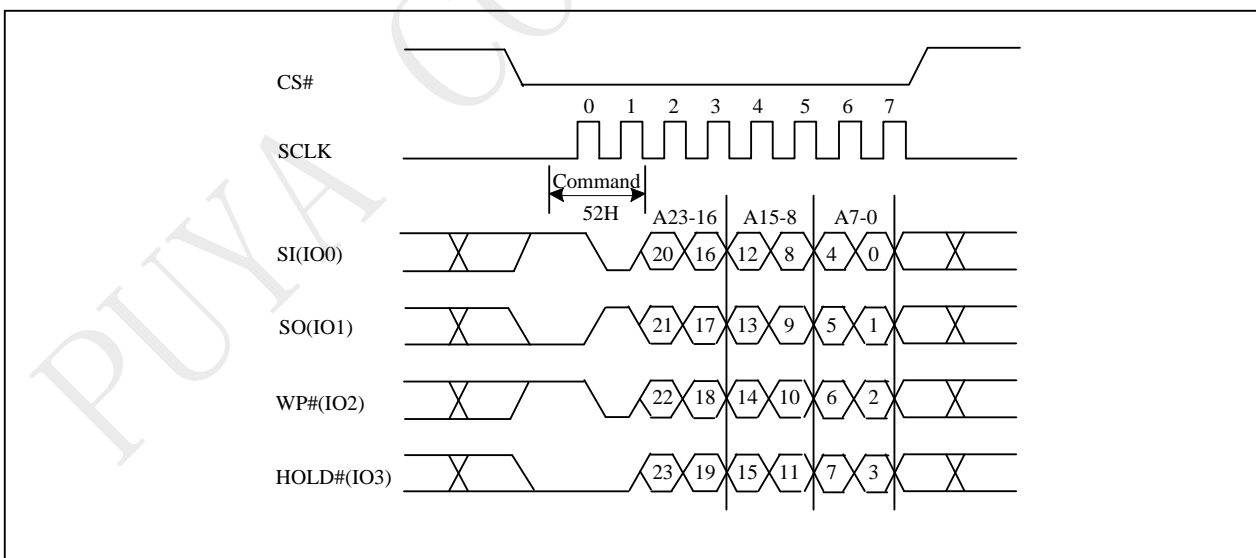 PUYA CO
CS#
0 1 2 3 4 5 6 7
SCLK
Command
52H
A23-16 A15-8 A7-0
SI(IO0) 20 16 12 8 4 0
SO(IO1) 21 17 13 9 5 1
WP#(IO2) 22 18 14 10 6 2
HOLD#(IO3) 23 19 15 11 7 3